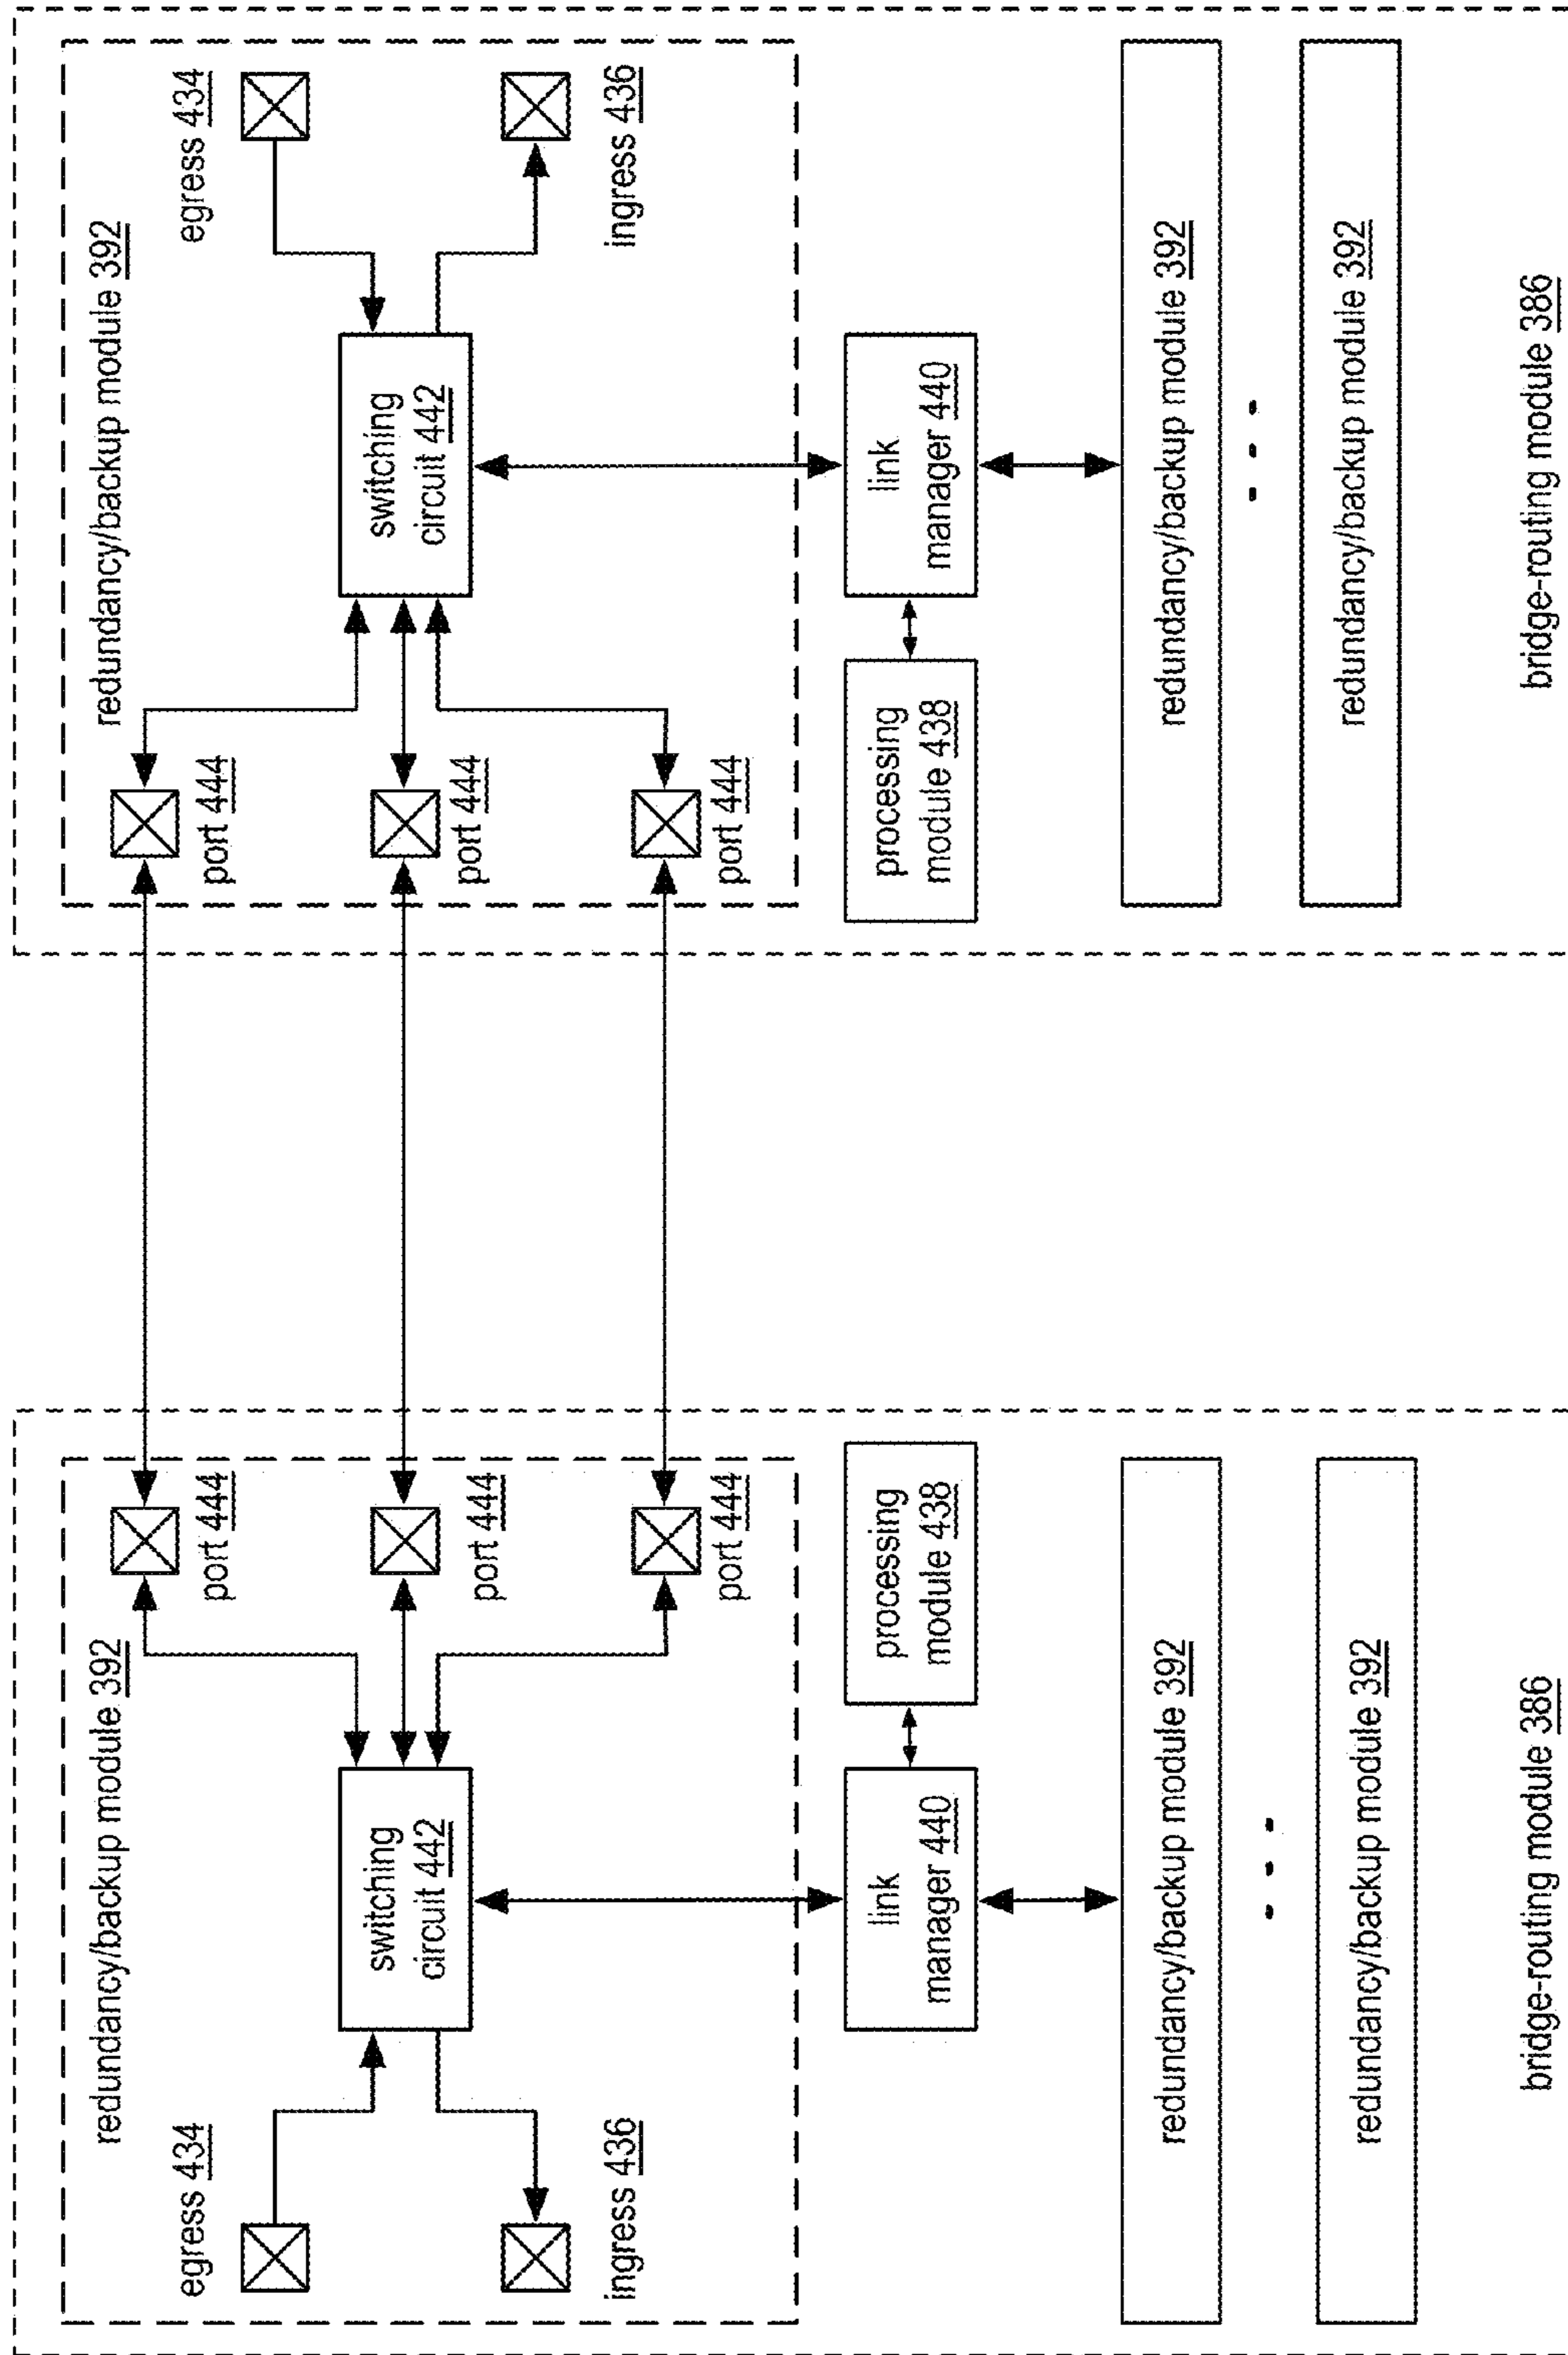 redundancy/backup module 392
egress 434
ingress 436
switching
circuit 442
port 444
port 444
port 444
link
manager 440
processing
module 438
redundancy/backup module 392
redundancy/backup module 392
bridge-routing module 386
redundancy/backup module 392
port 444
port 444
port 444
switching
circuit 442
egress 434
ingress 436
processing
module 438
link
manager 440
redundancy/backup module 392
redundancy/backup module 392
bridge-routing module 386